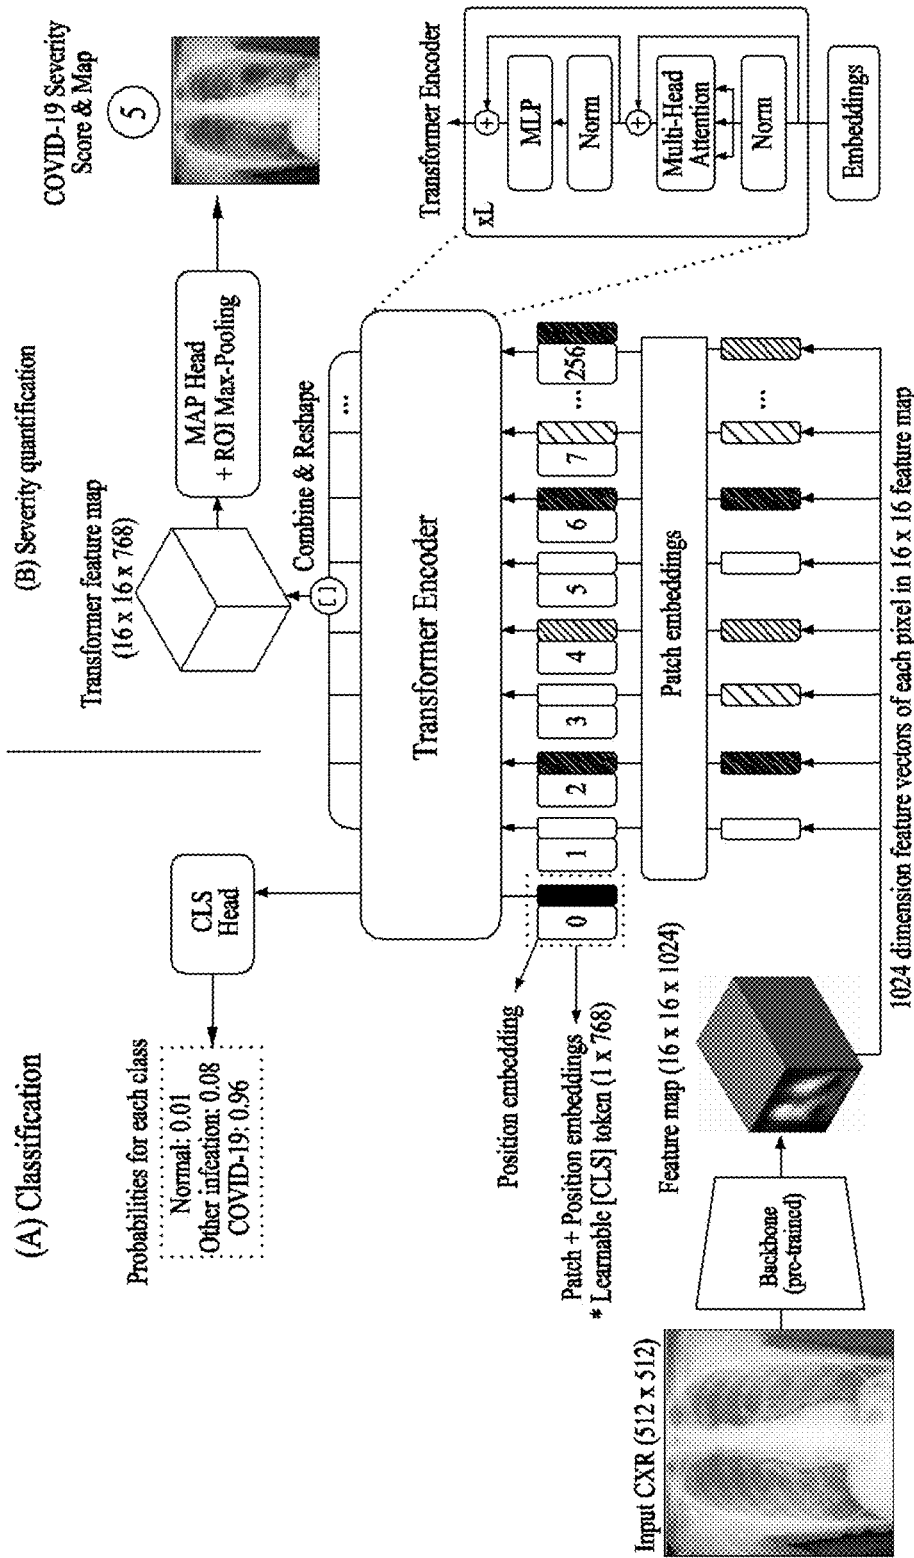 (A) Classification
(B) Severity quantification
Probabilities for each class
Normal: 0.01
Other infeation: 0.08
COVID-19: 0.96
CLS
Head
Transformer feature map
(16 x 16 x 768)
MAP Head
+ ROI Max-Pooling
COVID-19 Severity
Score & Map
5
[ ]
Combine & Reshape
...
Transformer Encoder
Transformer Encoder
xL
+
MLP
Norm
+
Multi-Head
Attention
Norm
Embeddings
Position embedding
Patch + Position embeddings
* Learnable [CLS] token (1 x 768)
0 1 2 3 4 5 6 7 ... 256
Patch embeddings
...
Input CXR (512 x 512)
Backbone
(pro-trained)
Feature map (16 x 16 x 1024)
1024 dimension feature vectors of each pixel in 16 x 16 feature map